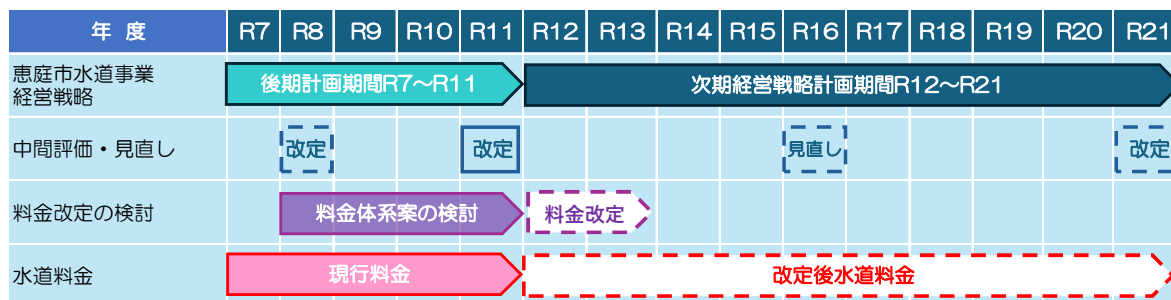 年 度 R7 R8 R9 R10 R11 R12 R13 R14 R15 R16 R17 R18 R19 R20 R21
恵庭市水道事業
経営戦略
後期計画期間R7～R11 次期経営戦略計画期間R12～R21
中間評価・見直し 改定 改定 見直し 改定
料金改定の検討 料金体系案の検討 料金改定
水道料金 現行料金 改定後水道料金